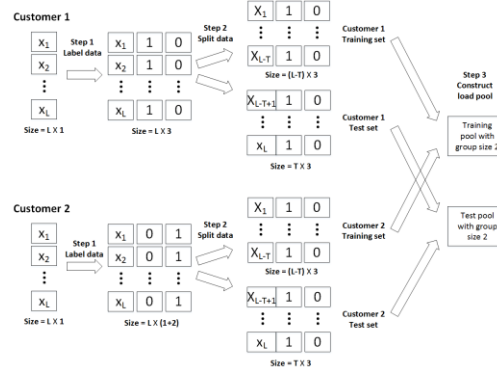 Customer 1
x1
x2
xL
Size = L X 1
Step 1
Label data
x1 1 0
x2 1 0
xL 1 0
Size = L X 3
Step 2
Split data
X1 1 0
XL-T 1 0
Size = (L-T) X 3
XL-T+1 1 0
xL 1 0
Size = T X 3
Customer 1
Training set
Customer 1
Test set
Customer 2
x1
x2
xL
Size = L X 1
Step 1
Label data
x1 0 1
x2 0 1
xL 0 1
Size = L X (1+2)
Step 2
Split data
X1 1 0
XL-T 1 0
Size = (L-T) X 3
XL-T+1 1 0
xL 1 0
Size = T X 3
Customer 2
Training set
Customer 2
Test set
Step 3
Construct
load pool
Training
pool with
group size 2
Test pool
with group
size 2